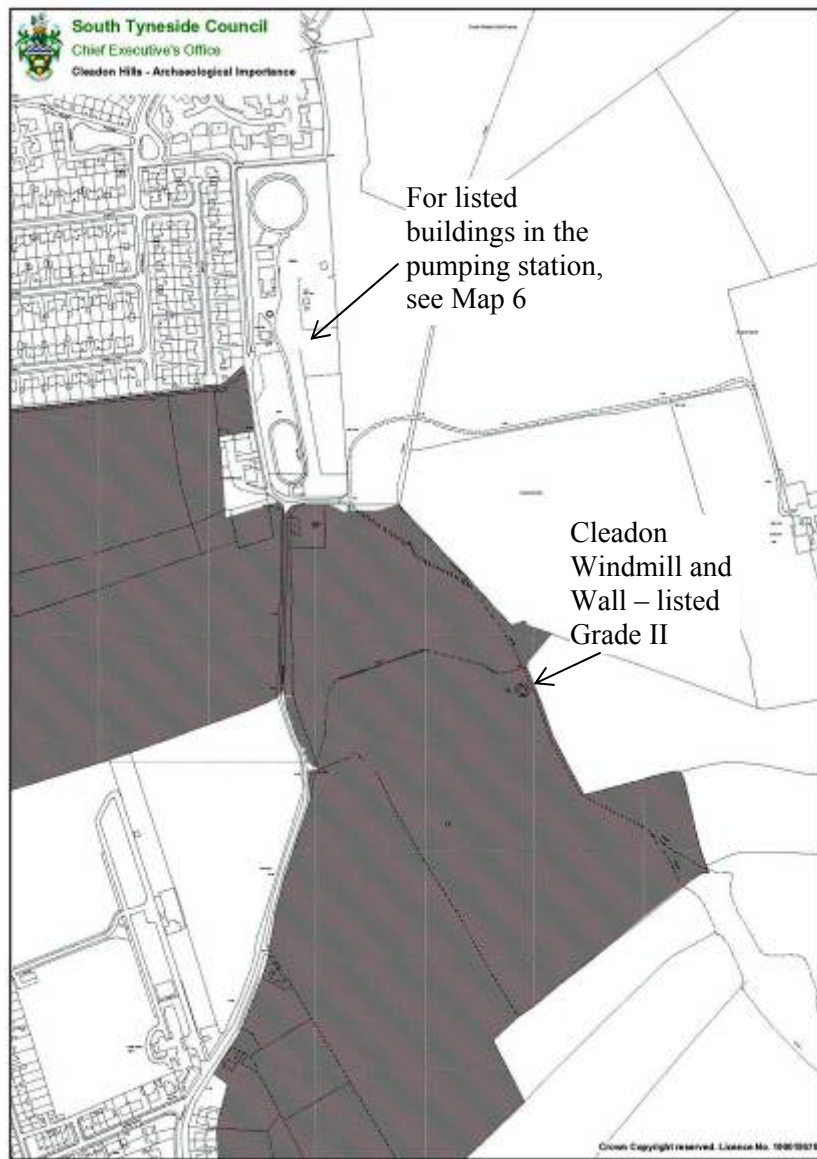 South Tyneside Council
Chief Executive's Office
Cleadon Hills - Archaeological Importance
For listed
buildings in the
pumping station,
see Map 6
Cleadon
Windmill and
Wall – listed
Grade II
Crown Copyright reserved. Licence No.